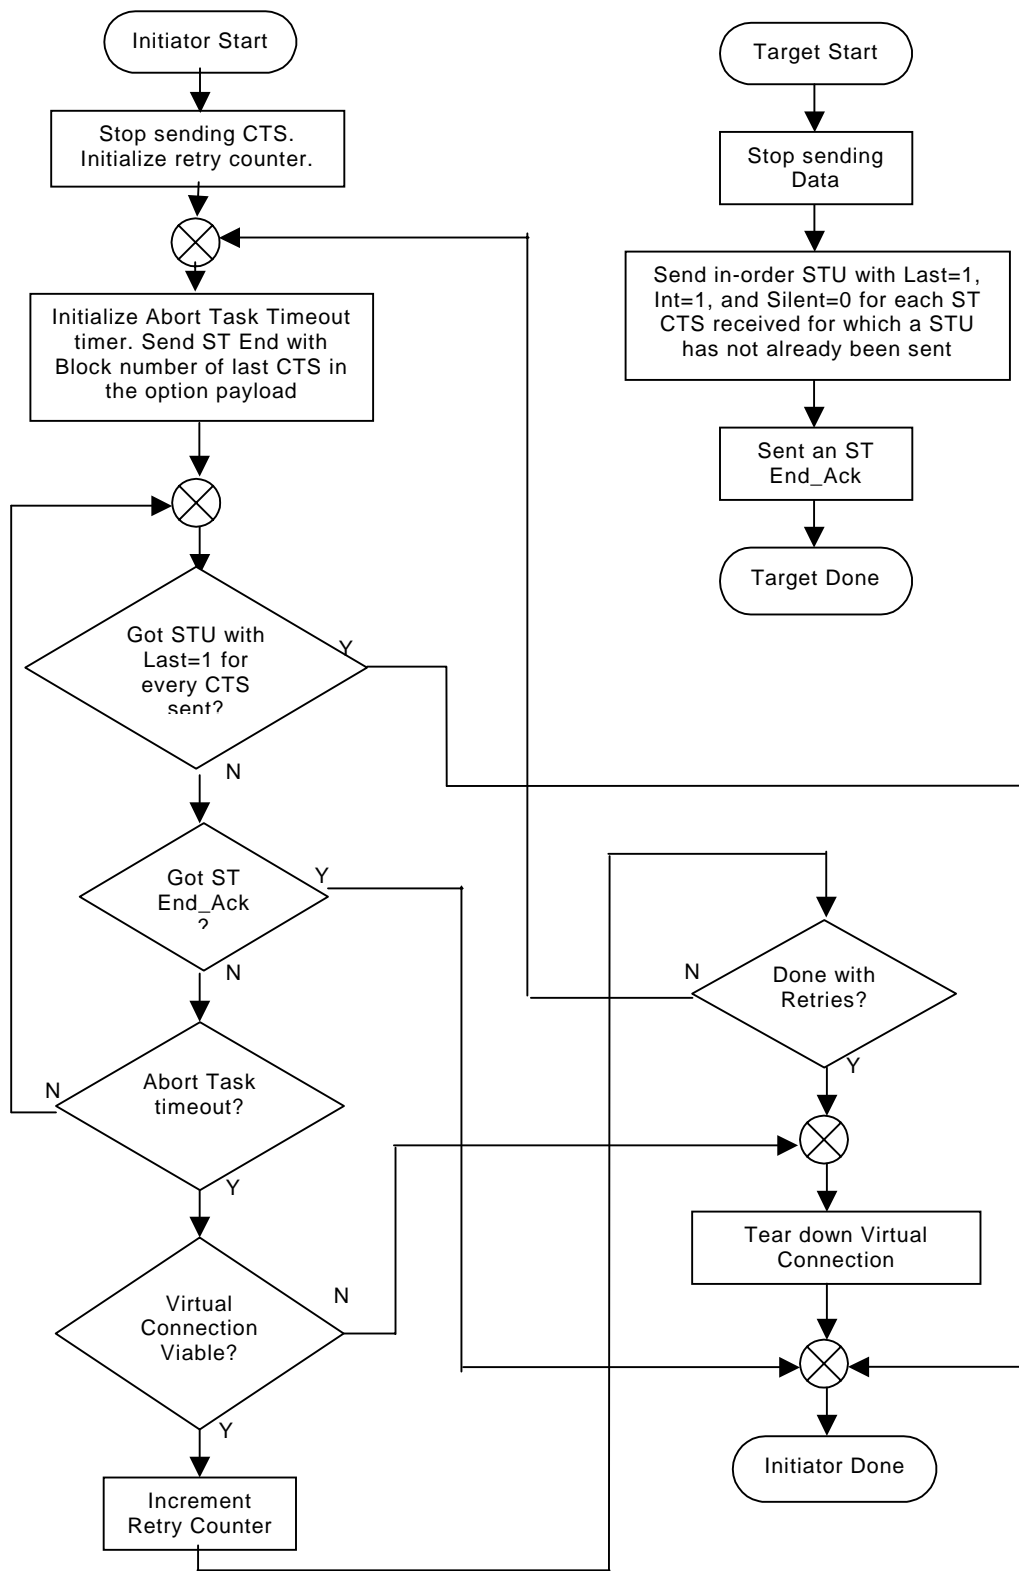 Initiator Start
Stop sending CTS.
Initialize retry counter.
Initialize Abort Task Timeout
timer. Send ST End with
Block number of last CTS in
the option payload
Got STU with
Last=1 for
every CTS
sent?
Y
N
Got ST
End_Ack
?
Y
N
Abort Task
timeout?
N
Y
Virtual
Connection
Viable?
N
Y
Increment
Retry Counter
Target Start
Stop sending
Data
Send in-order STU with Last=1,
Int=1, and Silent=0 for each ST
CTS received for which a STU
has not already been sent
Sent an ST
End_Ack
Target Done
Done with
Retries?
N
Y
Tear down Virtual
Connection
Initiator Done